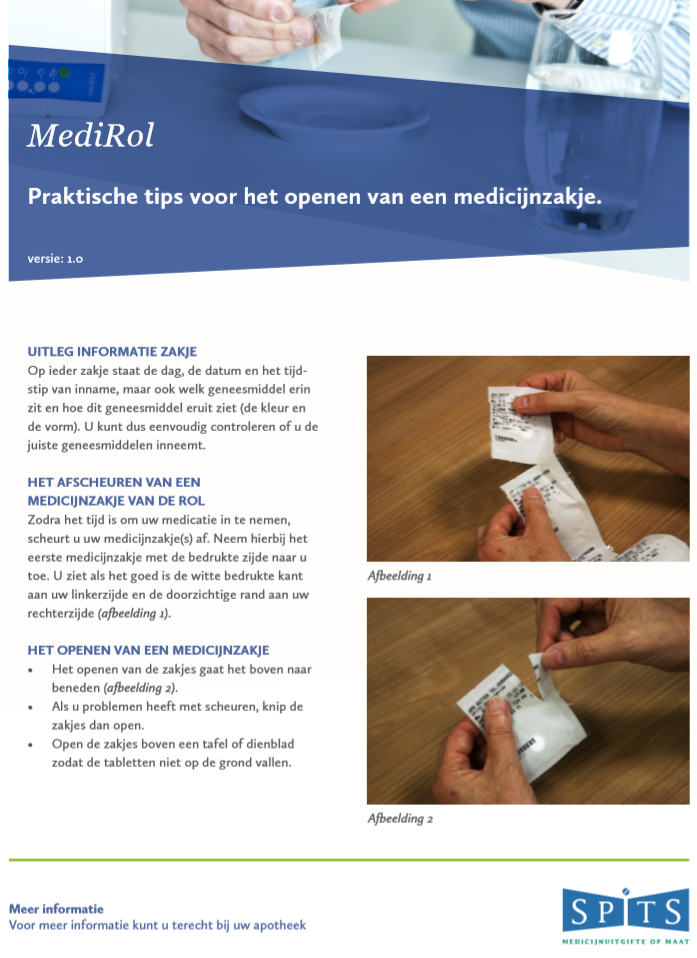 MediRol
Praktische tips voor het openen van een medicijnzakje.
versie: 1.0
UITLEG INFORMATIE ZAKJE
Op ieder zakje staat de dag, de datum en het tijd-
stip van inname, maar ook welk geneesmiddel erin
zit en hoe dit geneesmiddel eruit ziet (de kleur en
de vorm). U kunt dus eenvoudig controleren of u de
juiste geneesmiddelen inneemt.
HET AFSCHEUREN VAN EEN
MEDICIJNZAKJE VAN DE ROL
Zodra het tijd is om uw medicatie in te nemen,
scheurt u uw medicijnzakje(s) af. Neem hierbij het
eerste medicijnzakje met de bedrukte zijde naar u
toe. U ziet als het goed is de witte bedrukte kant
aan uw linkerzijde en de doorzichtige rand aan uw
rechterzijde (afbeelding 1).
HET OPENEN VAN EEN MEDICIJNZAKJE
• Het openen van de zakjes gaat het boven naar
beneden (afbeelding 2).
• Als u problemen heeft met scheuren, knip de
zakjes dan open.
• Open de zakjes boven een tafel of dienblad
zodat de tabletten niet op de grond vallen.
Afbeelding 1
Afbeelding 2
Meer informatie
Voor meer informatie kunt u terecht bij uw apotheek
SPITS
MEDICIJNUITGIFTE OP MAAT